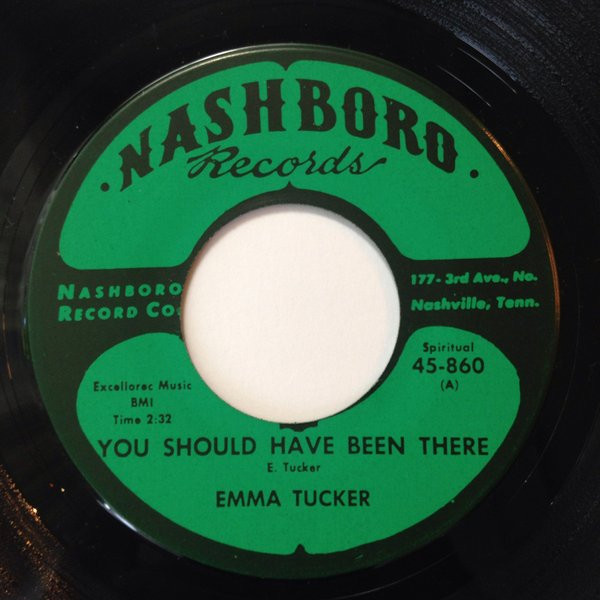 · NASHBORO ·
Records
NASHBORO
RECORD CO.
177 - 3rd Ave., No.
Nashville, Tenn.
Spiritual
45-860
(A)
Excellorec Music
BMI
Time 2:32
YOU SHOULD HAVE BEEN THERE
E. Tucker
EMMA TUCKER